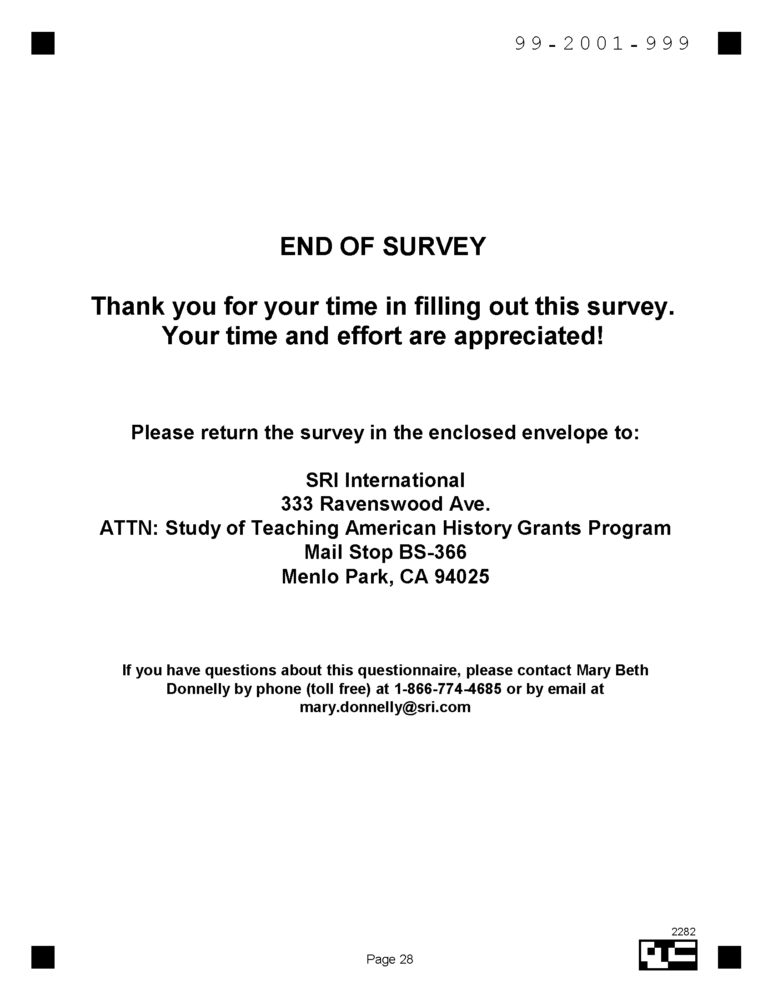 99-2001-999
END OF SURVEY
Thank you for your time in filling out this survey.
Your time and effort are appreciated!
Please return the survey in the enclosed envelope to:
SRI International
333 Ravenswood Ave.
ATTN: Study of Teaching American History Grants Program
Mail Stop BS-366
Menlo Park, CA 94025
If you have questions about this questionnaire, please contact Mary Beth
Donnelly by phone (toll free) at 1-866-774-4685 or by email at
mary.donnelly@sri.com
2282
Page 28